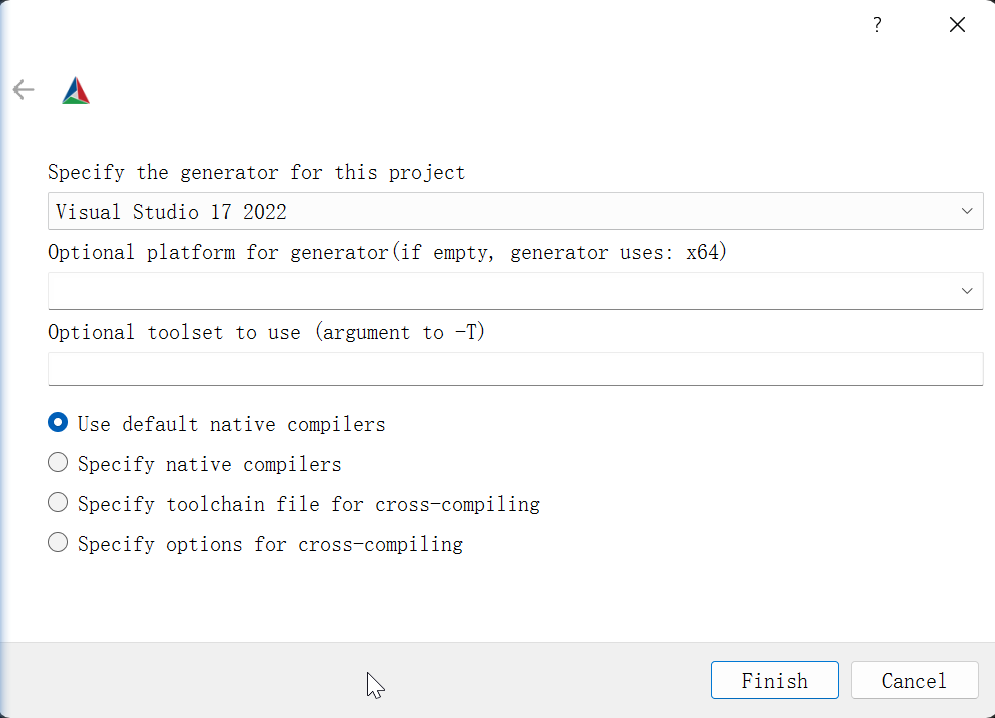 ?
Specify the generator for this project
Visual Studio 17 2022
Optional platform for generator(if empty, generator uses: x64)
Optional toolset to use (argument to -T)
Use default native compilers
Specify native compilers
Specify toolchain file for cross-compiling
Specify options for cross-compiling
Finish Cancel